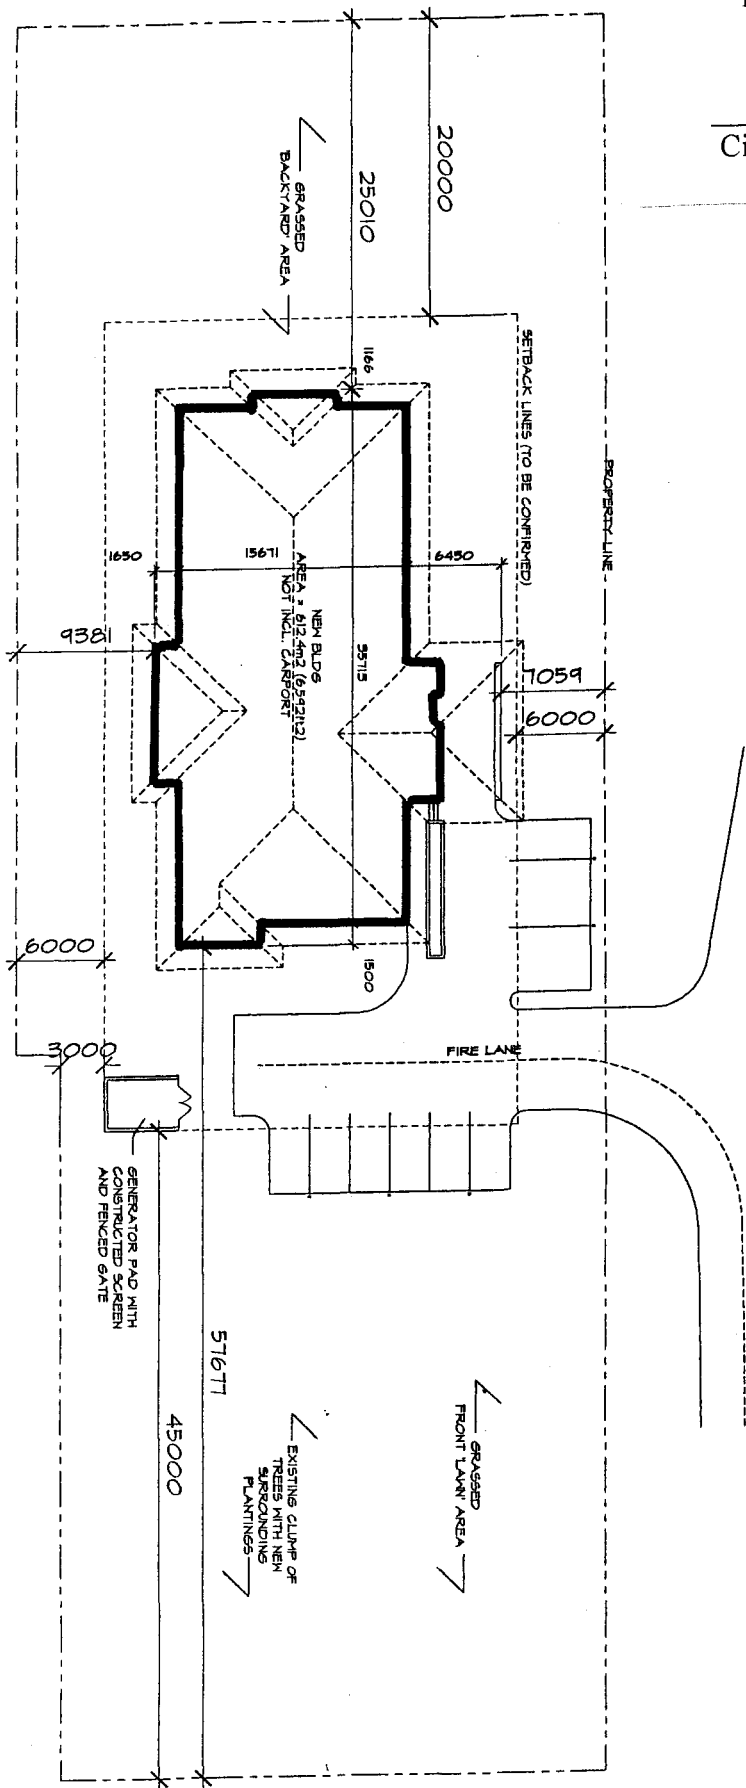 Ci
20000
25010
GRASSED
'BACKYARD' AREA
1166
SETBACK LINES (TO BE CONFIRMED)
PROPERTY LINE
1650
15671
6450
NEW BLDG
AREA = 612.4m2 (6,592ft2)
NOT INCL. CARPORT
35715
9381
7059
6000
6000
1500
3000
FIRE LANE
GENERATOR PAD WITH
CONSTRUCTED SCREEN
AND FENCED GATE
57677
45000
EXISTING CLUMP OF
TREES WITH NEW
SURROUNDING
PLANTINGS
GRASSED
FRONT 'LAWN' AREA